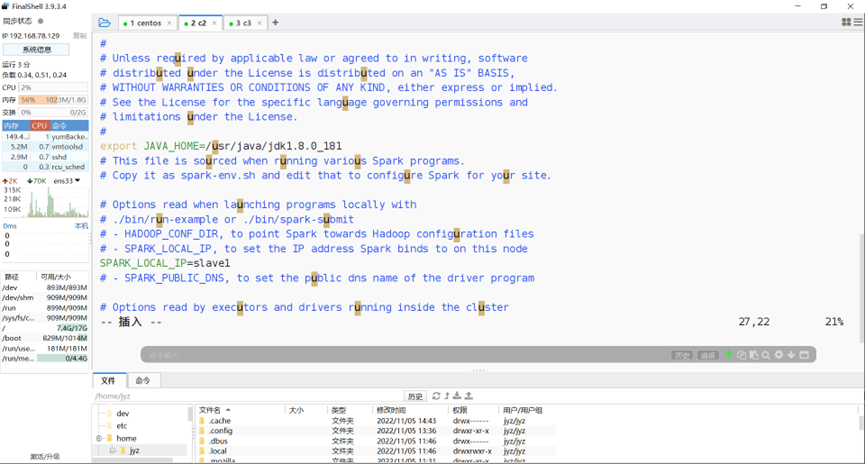 FinalShell 3.9.3.4
同步状态
IP 192.168.78.129 复制
系统信息
运行 3 分
负载 0.34, 0.51, 0.24
CPU 2%
内存 56% 1023M/1.8G
交换 0% 0/2G
内存 CPU 命令
149.4... 1 yumBacke...
5.2M 0.7 vmtoolsd
2.9M 0.7 sshd
0 0.3 rcu_sched
2K 70K ens33
315K
218K
109K
0ms 本机
0
0
0
路径 可用/大小
/dev 893M/893M
/dev/shm 909M/909M
/run 899M/909M
/sys/fs/c... 909M/909M
/ 7.4G/17G
/boot 829M/1014M
/run/use... 181M/181M
/run/me... 0/4.4G
激活/升级
1 centos × 2 c2 × 3 c3 × +
#
# Unless required by applicable law or agreed to in writing, software
# distributed under the License is distributed on an "AS IS" BASIS,
# WITHOUT WARRANTIES OR CONDITIONS OF ANY KIND, either express or implied.
# See the License for the specific language governing permissions and
# limitations under the License.
#
export JAVA_HOME=/usr/java/jdk1.8.0_181
# This file is sourced when running various Spark programs.
# Copy it as spark-env.sh and edit that to configure Spark for your site.
# Options read when launching programs locally with
# ./bin/run-example or ./bin/spark-submit
# - HADOOP_CONF_DIR, to point Spark towards Hadoop configuration files
# - SPARK_LOCAL_IP, to set the IP address Spark binds to on this node
SPARK_LOCAL_IP=slave1
# - SPARK_PUBLIC_DNS, to set the public dns name of the driver program
# Options read by executors and drivers running inside the cluster
-- 插入 -- 27,22 21%
命令输入 历史 选项
文件 命令
/home/jyz 历史
dev
etc
home
jyz
文件名 大小 类型 修改时间 权限 用户/用户组
.cache 文件夹 2022/11/05 14:43 drwx------ jyz/jyz
.config 文件夹 2022/11/05 13:36 drwxr-xr-x jyz/jyz
.dbus 文件夹 2022/11/05 11:46 drwx------ jyz/jyz
.local 文件夹 2022/11/05 11:46 drwxrwxr-x jyz/jyz
.mozilla 文件夹 2022/11/05 11:31 drwxr-xr-x jyz/jyz